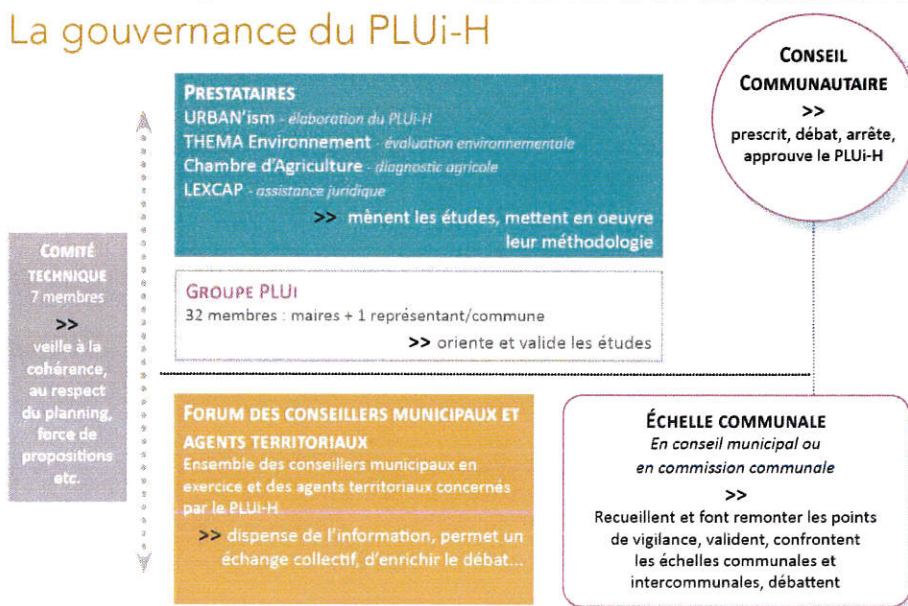 La gouvernance du PLUi-H
PRESTATAIRES
URBAN'ism - élaboration du PLUi-H
THEMA Environnement - évaluation environnementale
Chambre d'Agriculture - diagnostic agricole
LEXCAP - assistance juridique
>> mènent les études, mettent en oeuvre
leur méthodologie
CONSEIL
COMMUNAUTAIRE
>>
prescrit, débat, arrête,
approuve le PLUi-H
COMITÉ
TECHNIQUE
7 membres
>>
veille à la
cohérence,
au respect
du planning,
force de
propositions
etc.
GROUPE PLUi
32 membres : maires + 1 représentant/commune
>> oriente et valide les études
FORUM DES CONSEILLERS MUNICIPAUX ET
AGENTS TERRITORIAUX
Ensemble des conseillers municipaux en
exercice et des agents territoriaux concernés
par le PLUi-H
>> dispense de l'information, permet un
échange collectif, d'enrichir le débat...
ÉCHELLE COMMUNALE
En conseil municipal ou
en commission communale
>>
Recueillent et font remonter les points
de vigilance, valident, confrontent
les échelles communales et
intercommunales, débattent